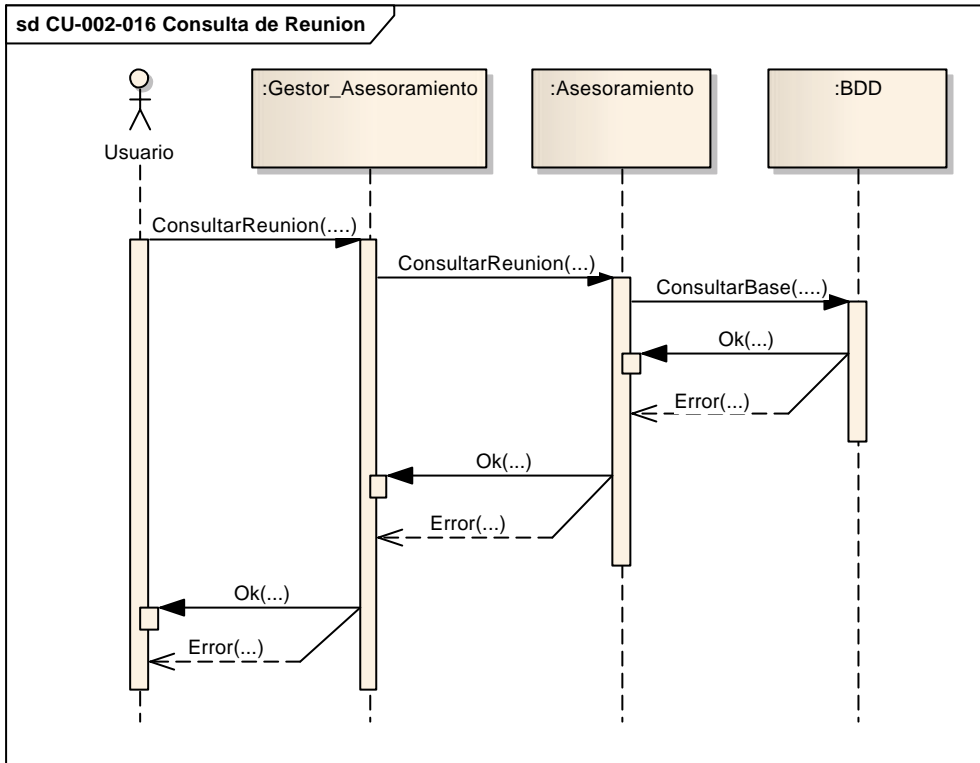 sd CU-002-016 Consulta de Reunion
Usuario
:Gestor_Asesoramiento
:Asesoramiento
:BDD
ConsultarReunion(....)
ConsultarReunion(...)
ConsultarBase(....)
Ok(...)
Error(...)
Ok(...)
Error(...)
Ok(...)
Error(...)